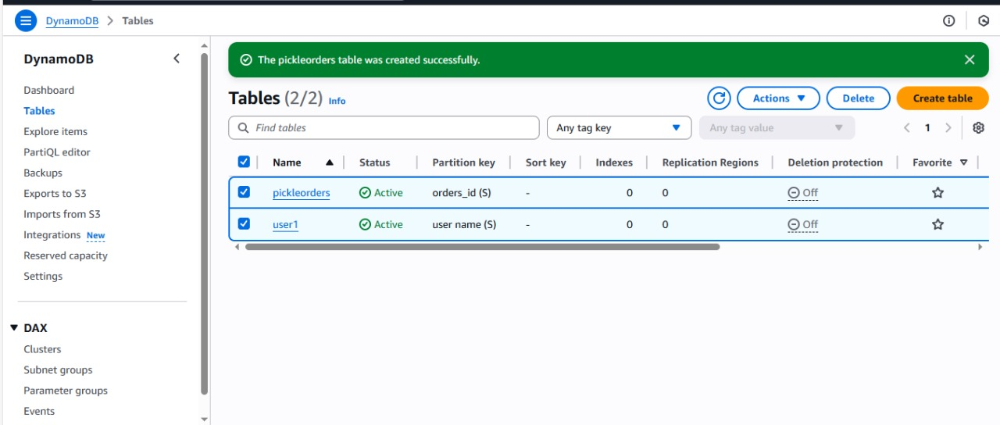 DynamoDB > Tables
DynamoDB
Dashboard
Tables
Explore items
PartiQL editor
Backups
Exports to S3
Imports from S3
Integrations New
Reserved capacity
Settings
DAX
Clusters
Subnet groups
Parameter groups
Events
The pickleorders table was created successfully.
Tables (2/2) Info
Actions Delete Create table
Find tables Any tag key Any tag value 1
Name Status Partition key Sort key Indexes Replication Regions Deletion protection Favorite
pickleorders Active orders_id (S) - 0 0 Off
user1 Active user name (S) - 0 0 Off